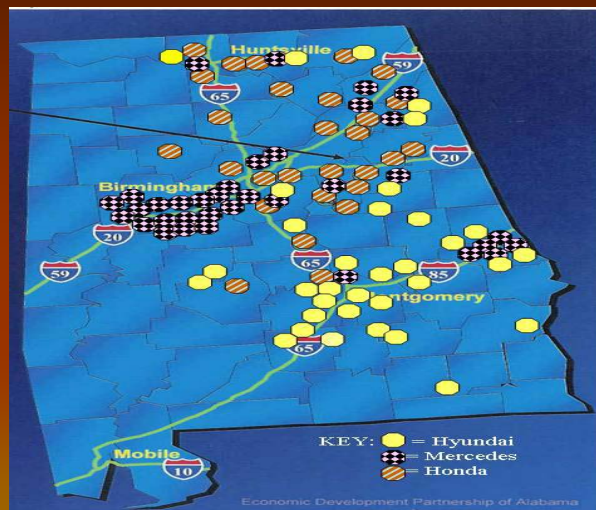 Huntsville
59
65
20
Birmingham
20
59
65
85
Montgomery
65
KEY: = Hyundai
= Mercedes
= Honda
Mobile
10
Economic Development Partnership of Alabama